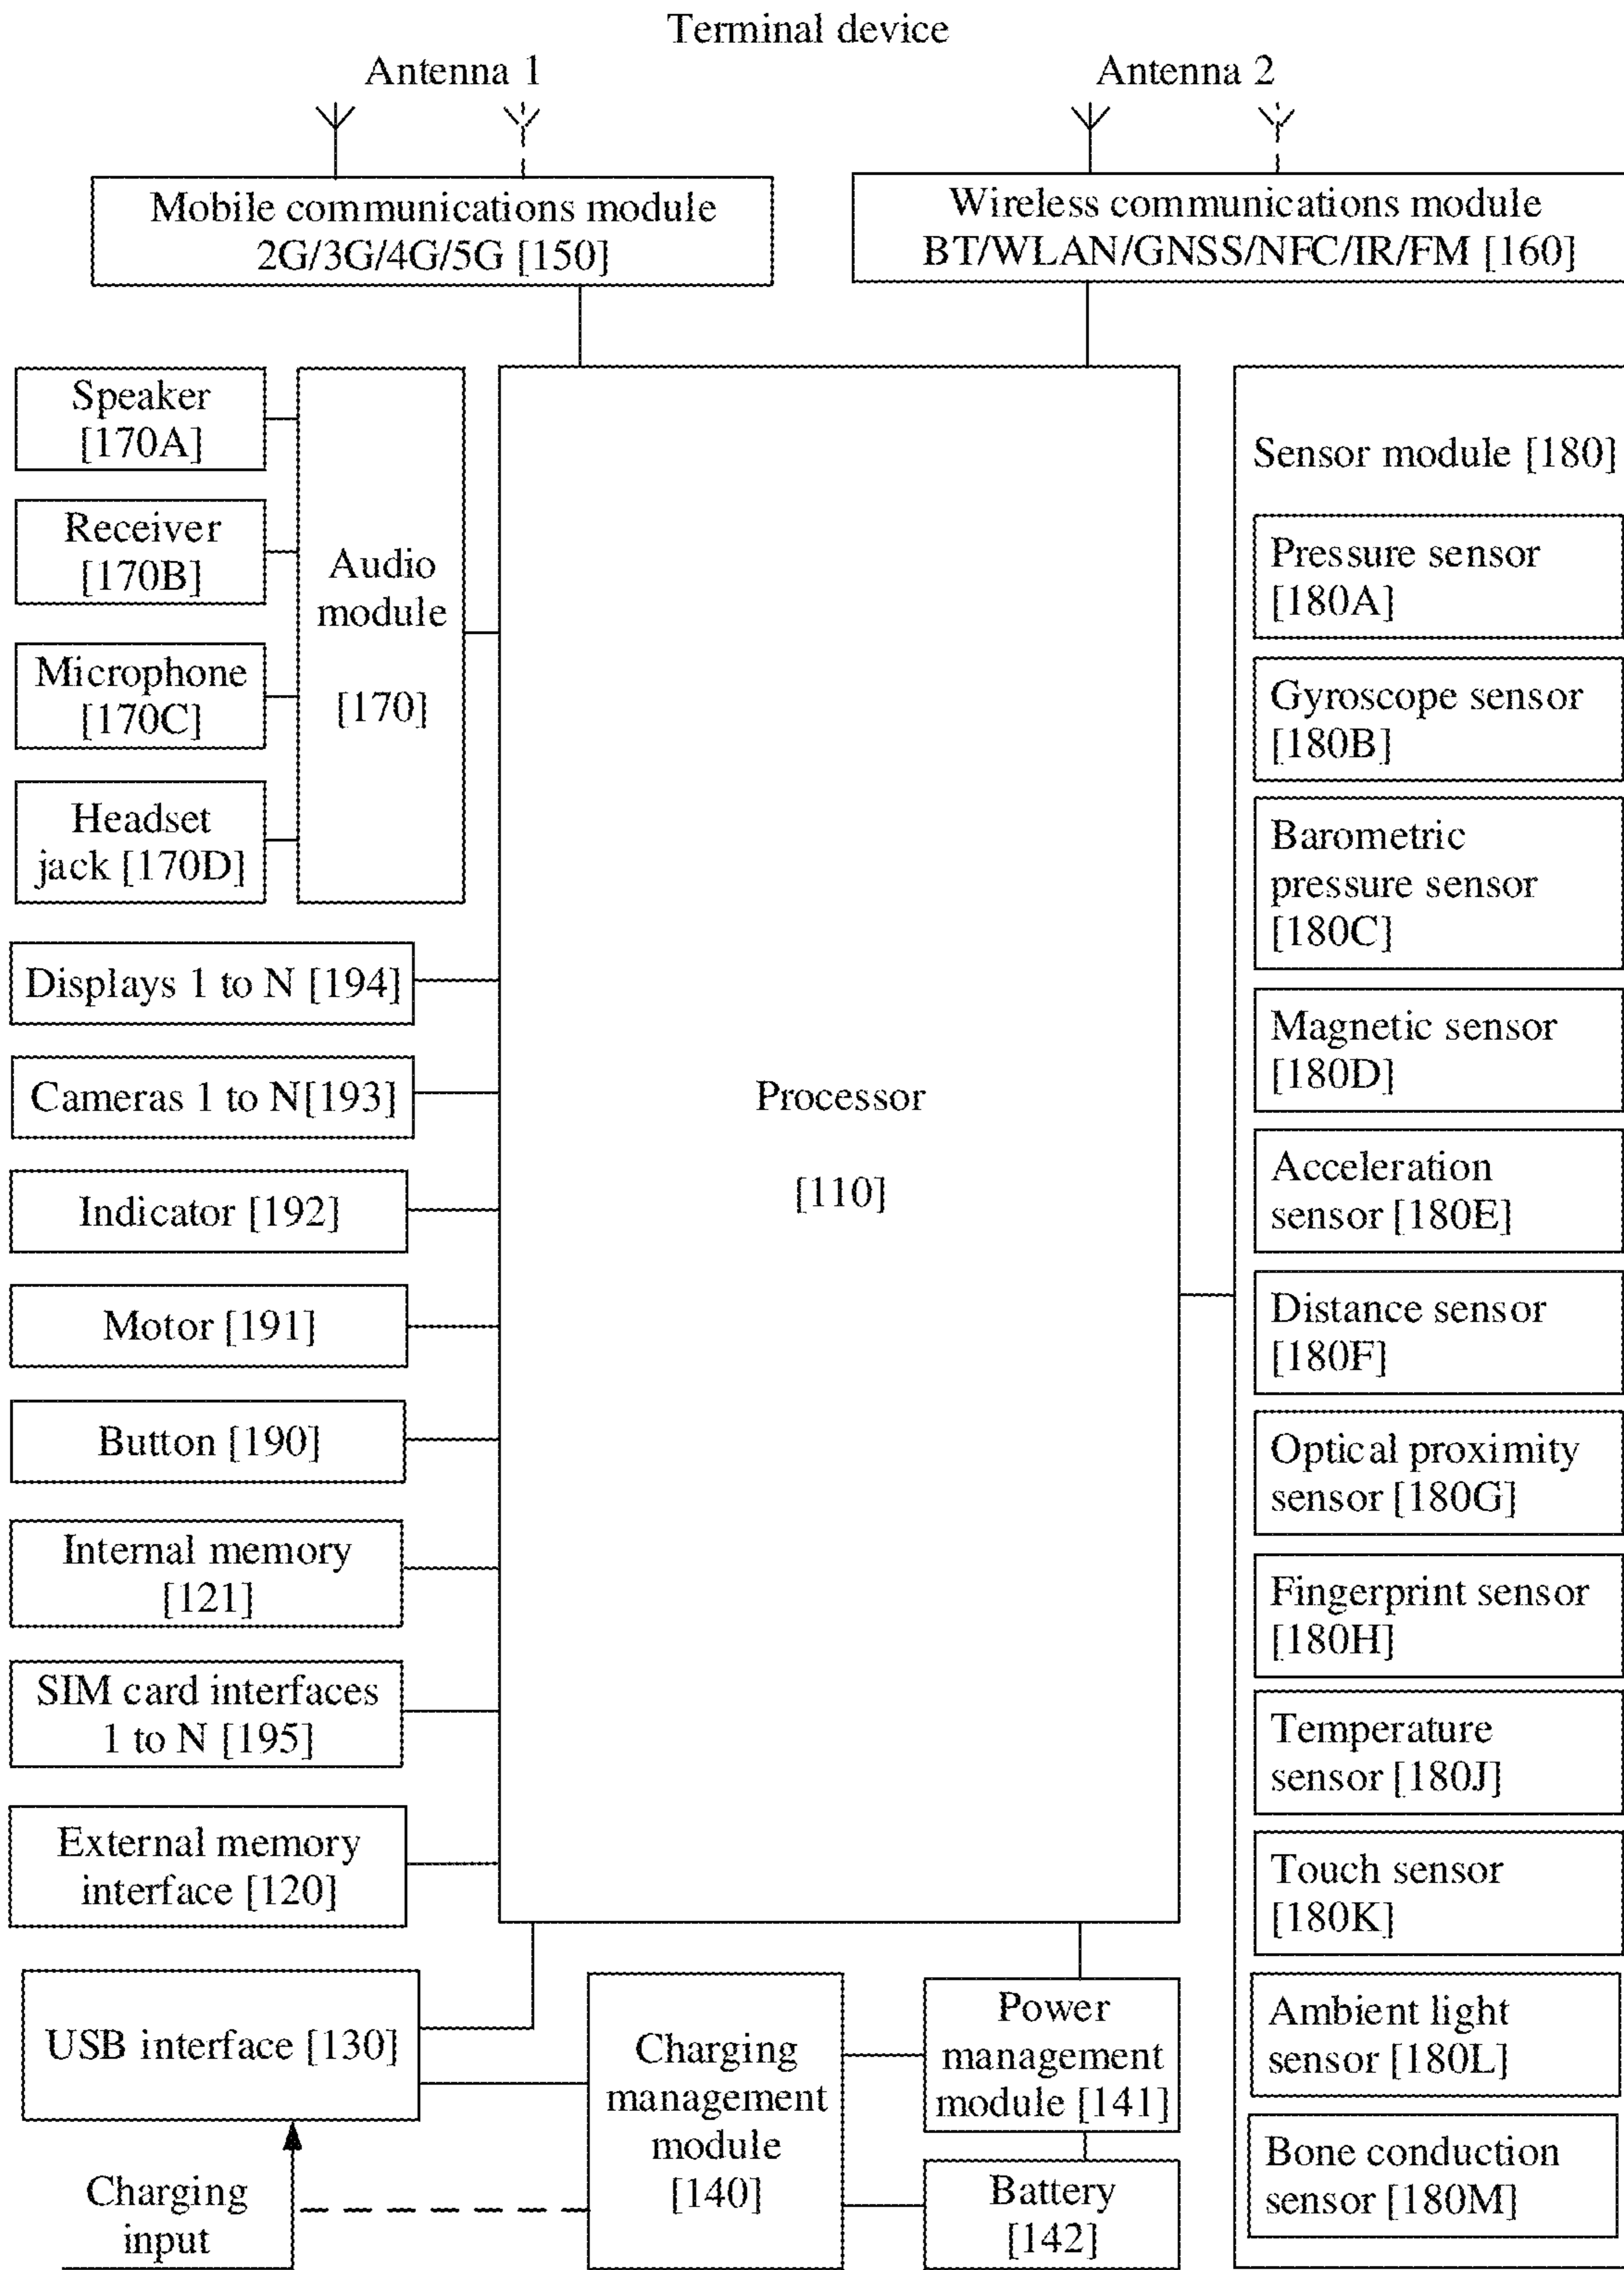 Terminal device
Antenna 1
Antenna 2
Mobile communications module
2G/3G/4G/5G [150]
Wireless communications module
BT/WLAN/GNSS/NFC/IR/FM [160]
Speaker
[170A]
Receiver
[170B]
Microphone
[170C]
Headset
jack [170D]
Audio
module
[170]
Displays 1 to N [194]
Cameras 1 to N[193]
Indicator [192]
Motor [191]
Button [190]
Internal memory
[121]
SIM card interfaces
1 to N [195]
External memory
interface [120]
Processor
[110]
Sensor module [180]
Pressure sensor
[180A]
Gyroscope sensor
[180B]
Barometric
pressure sensor
[180C]
Magnetic sensor
[180D]
Acceleration
sensor [180E]
Distance sensor
[180F]
Optical proximity
sensor [180G]
Fingerprint sensor
[180H]
Temperature
sensor [180J]
Touch sensor
[180K]
Ambient light
sensor [180L]
Bone conduction
sensor [180M]
USB interface [130]
Charging
input
Charging
management
module
[140]
Power
management
module [141]
Battery
[142]